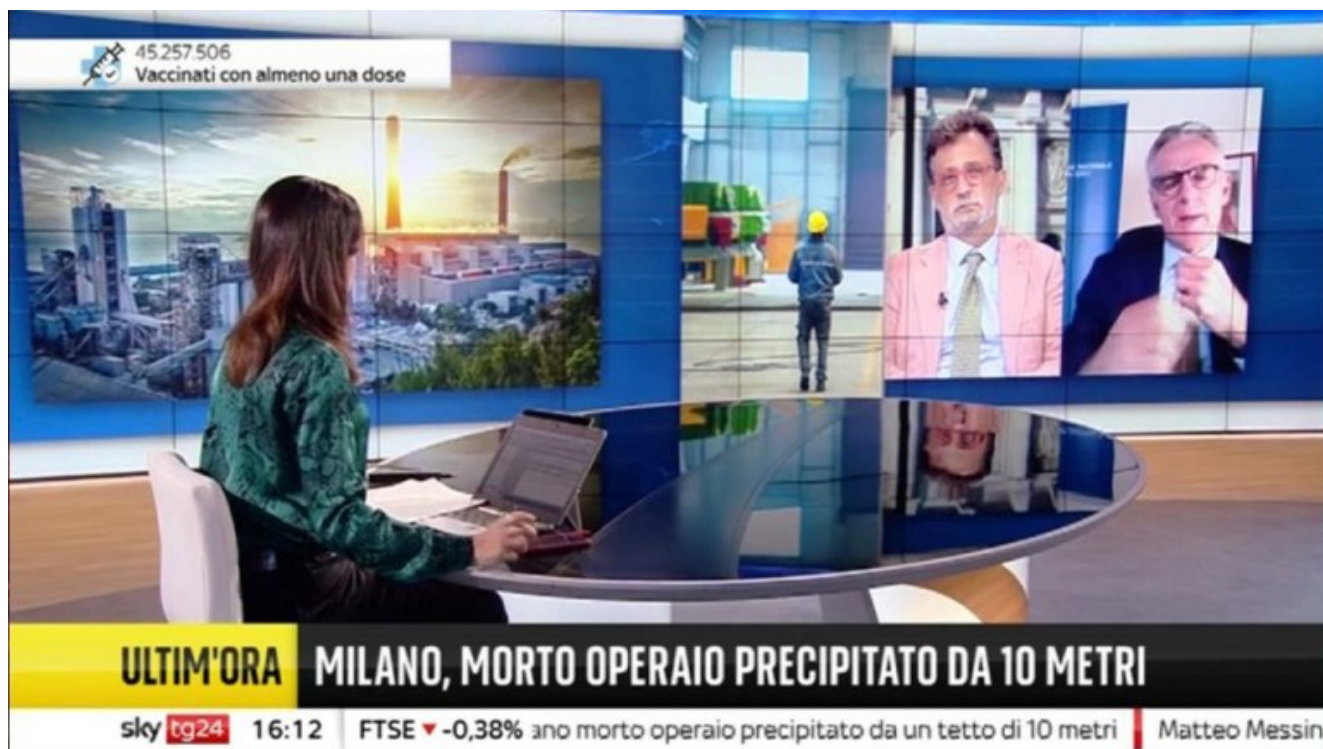 45.257.506
Vaccinati con almeno una dose
ULTIM'ORA MILANO, MORTO OPERAIO PRECIPITATO DA 10 METRI
sky tg24 16:12 FTSE ▼ -0,38% ano morto operaio precipitato da un tetto di 10 metri Matteo Messin